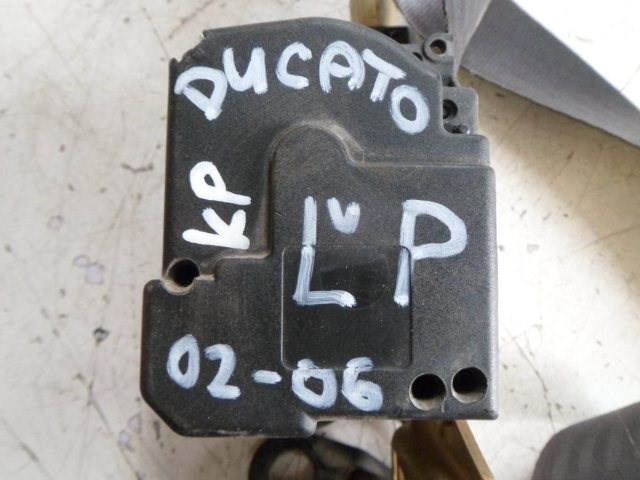 DUCATO
KP
L" P
02-06